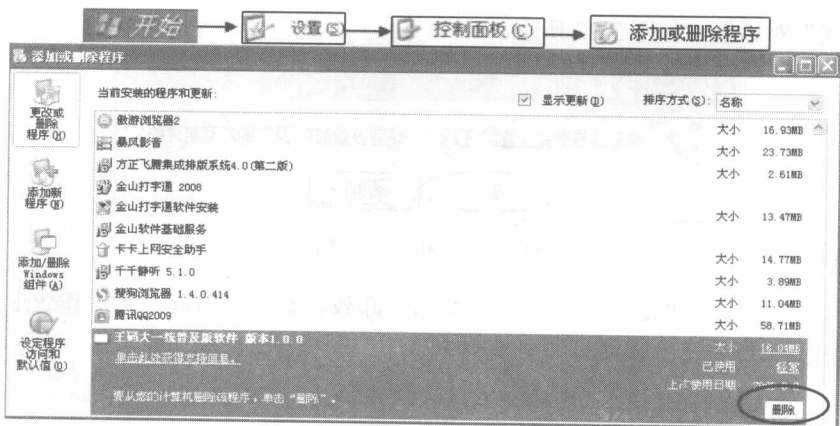 开始 设置(S) 控制面板(C) 添加或删除程序
添加或删除程序
更改或
删除
程序(H)
添加新
程序(N)
添加/删除
Windows
组件(A)
设定程序
访问和
默认值(O)
当前安装的程序和更新: 显示更新(D) 排序方式(S): 名称
傲游浏览器2 大小 16.93MB
暴风影音 大小 23.73MB
方正飞腾集成排版系统4.0(第二版) 大小 2.61MB
金山打字通 2008
金山打字通软件安装 大小 13.47MB
金山软件基础服务
卡卡上网安全助手 大小 14.77MB
千千静听 5.1.0 大小 3.89MB
搜狗浏览器 1.4.0.414 大小 11.04MB
腾讯QQ2009 大小 58.71MB
王码大一统普及版软件 版本1.0.0 大小 16.04MB
单击此处获得支持信息。 已使用 经常
上次使用日期
要从您的计算机删除该程序，单击“删除”。 删除